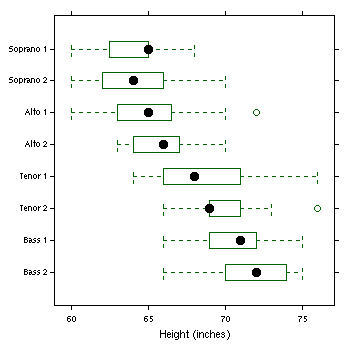 Soprano 1
Soprano 2
Alto 1
Alto 2
Tenor 1
Tenor 2
Bass 1
Bass 2
60 65 70 75
Height (inches)